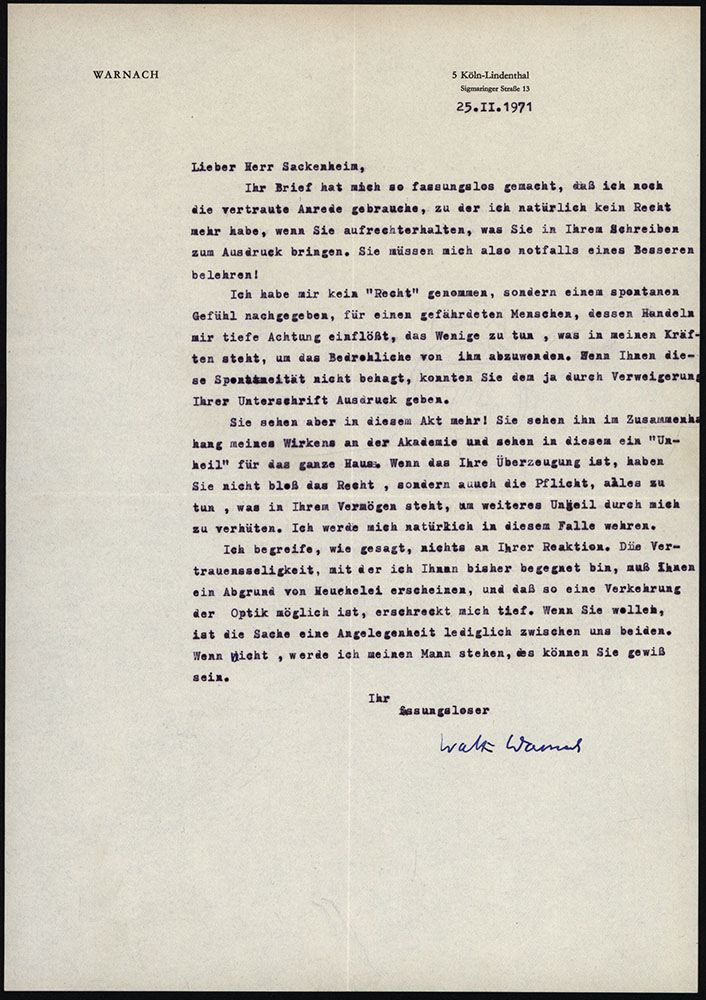 WARNACH
5 Köln-Lindenthal
Sigmaringer Straße 13
25.II.1971
Lieber Herr Sackenheim,
Ihr Brief hat mich so fassungslos gemacht, daß ich noch
die vertraute Anrede gebrauche, zu der ich natürlich kein Recht
mehr habe, wenn Sie aufrechterhalten, was Sie in Ihrem Schreiben
zum Ausdruck bringen. Sie müssen mich also notfalls eines Besseren
belehren!
Ich habe mir kein "Recht" genommen, sondern einem spontanen
Gefühl nachgegeben, für einen gefährdeten Menschen, dessen Handeln
mir tiefe Achtung einflößt, das Wenige zu tun , was in meinen Kräf-
ten steht, um das Bedrohliche von ihm abzuwenden. Wenn Ihnen die-
se Spontaneität nicht behagt, konnten Sie dem ja durch Verweigerung
Ihrer Unterschrift Ausdruck geben.
Sie sehen aber in diesem Akt mehr! Sie sehen ihn im Zusammenha
hang meines Wirkens an der Akademie und sehen in diesem ein "Un-
heil" für das ganze Haus. Wenn das Ihre Überzeugung ist, haben
Sie nicht bloß das Recht , sondern auuch die Pflicht, alles zu
tun , was in Ihrem Vermögen steht, um weiteres Unheil durch mich
zu verhüten. Ich werde mich natürlich in diesem Falle wehren.
Ich begreife, wie gesagt, nichts an Ihrer Reaktion. Die Ver-
trauensseligkeit, mit der ich Ihnen bisher begegnet bin, muß Ihnen
ein Abgrund von Heuchelei erscheinen, und daß so eine Verkehrung
der Optik möglich ist, erschreckt mich tief. Wenn Sie wollen,
ist die Sache eine Angelegenheit lediglich zwischen uns beiden.
Wenn nicht , werde ich meinen Mann stehen, des können Sie gewiß
sein.
Ihr
fassungsloser
Walter Warnach